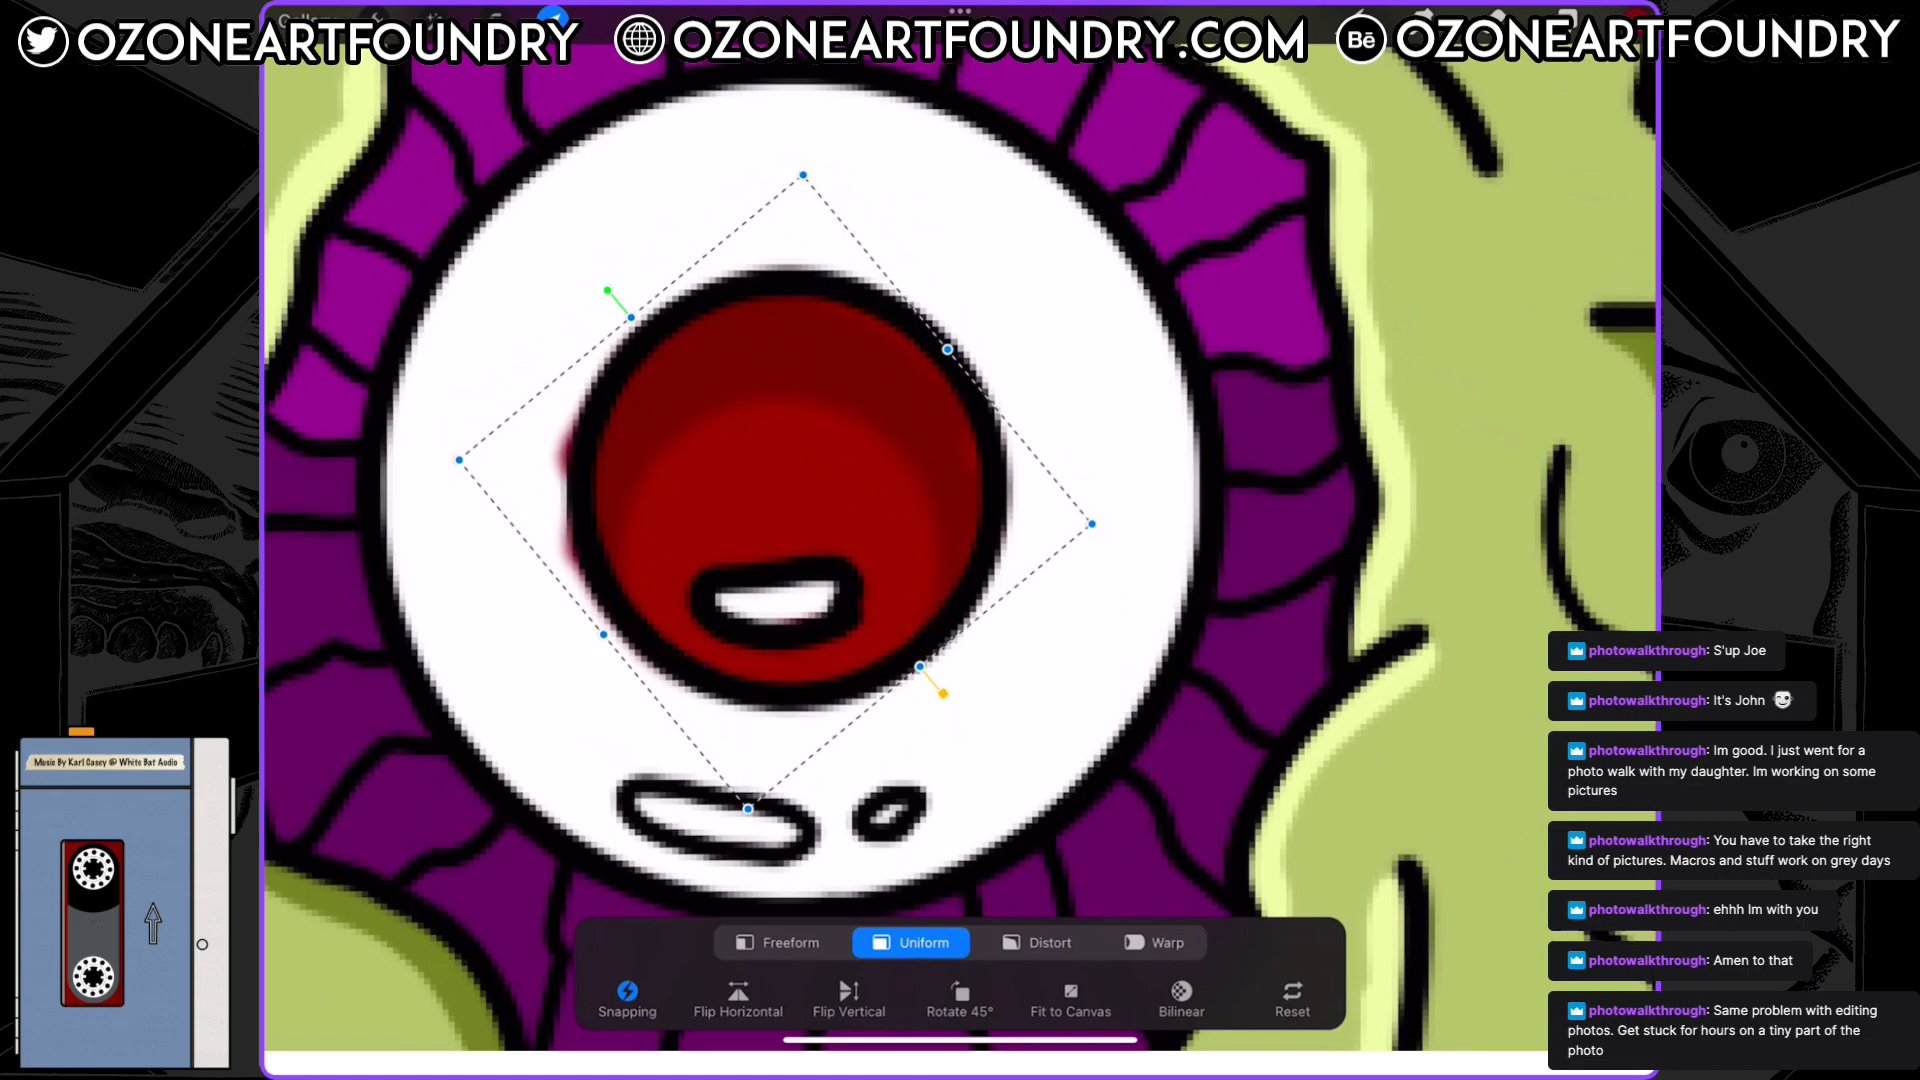 OZONEARTFOUNDRY OZONEARTFOUNDRY.COM Bē OZONEARTFOUNDRY
photowalkthrough: S'up Joe
photowalkthrough: It's John
photowalkthrough: Im good. I just went for a
photo walk with my daughter. Im working on some
pictures
Music By Karl Casey @ White Bat Audio
photowalkthrough: You have to take the right
kind of pictures. Macros and stuff work on grey days
photowalkthrough: ehhh Im with you
Freeform Uniform Distort Warp
photowalkthrough: Amen to that
Snapping Flip Horizontal Flip Vertical Rotate 45° Fit to Canvas Bilinear Reset
photowalkthrough: Same problem with editing
photos. Get stuck for hours on a tiny part of the
photo